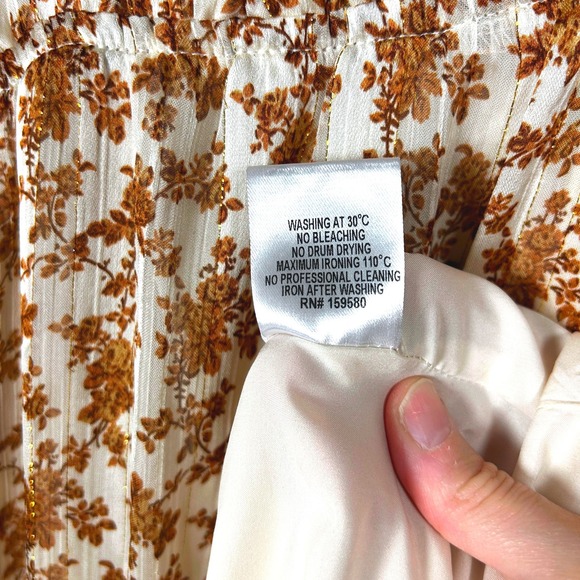 WASHING AT 30°C
NO BLEACHING
NO DRUM DRYING
MAXIMUM IRONING 110°C
NO PROFESSIONAL CLEANING
IRON AFTER WASHING
RN# 159580